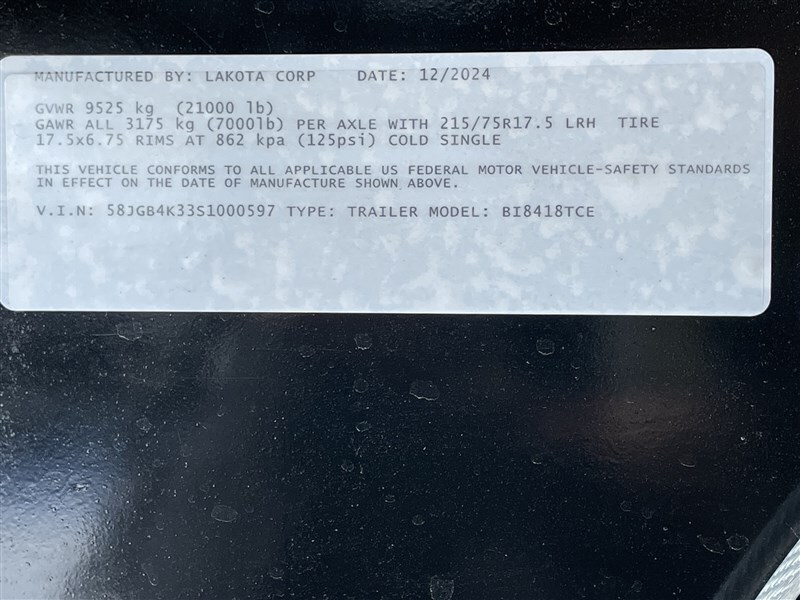 MANUFACTURED BY: LAKOTA CORP DATE: 12/2024
GVWR 9525 kg (21000 lb)
GAWR ALL 3175 kg (7000lb) PER AXLE WITH 215/75R17.5 LRH TIRE
17.5x6.75 RIMS AT 862 kpa (125psi) COLD SINGLE
THIS VEHICLE CONFORMS TO ALL APPLICABLE US FEDERAL MOTOR VEHICLE-SAFETY STANDARDS
IN EFFECT ON THE DATE OF MANUFACTURE SHOWN ABOVE.
V.I.N: 58JGB4K33S1000597 TYPE: TRAILER MODEL: BI8418TCE